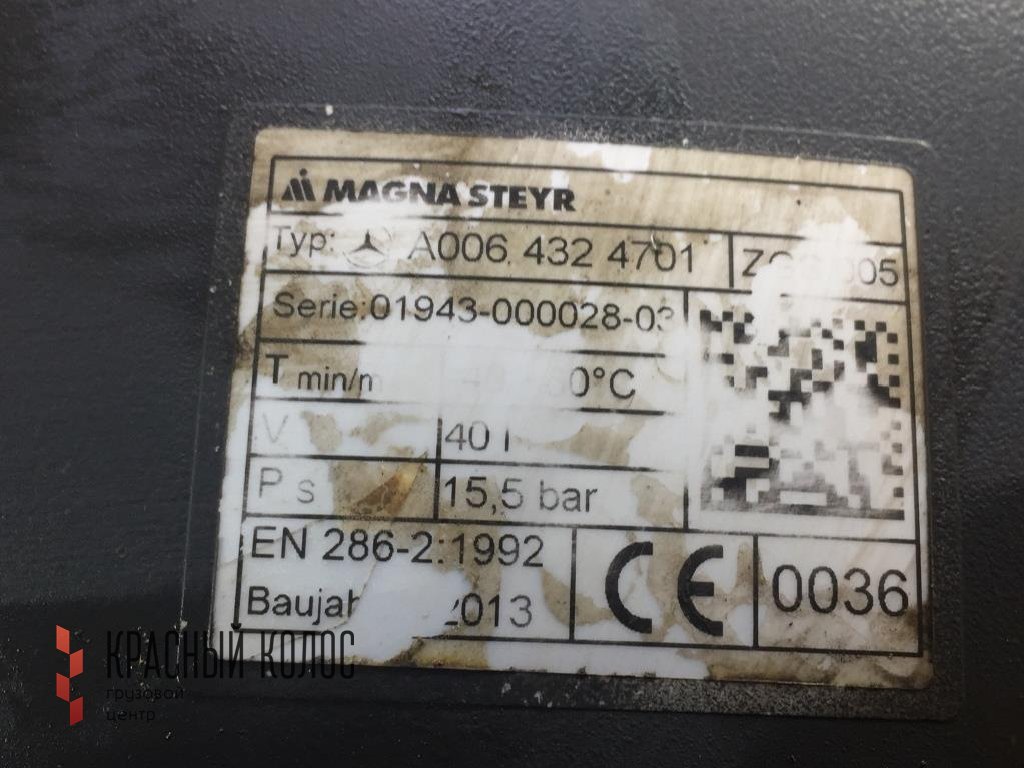 MAGNA STEYR
Typ: A006 432 4701
Serie:01943-000028-03
T min/m °C
V 40 l
P s 15,5 bar
EN 286-2:1992
CE 0036
2013
КРАСНЫЙ КОЛОС
грузовой
центр